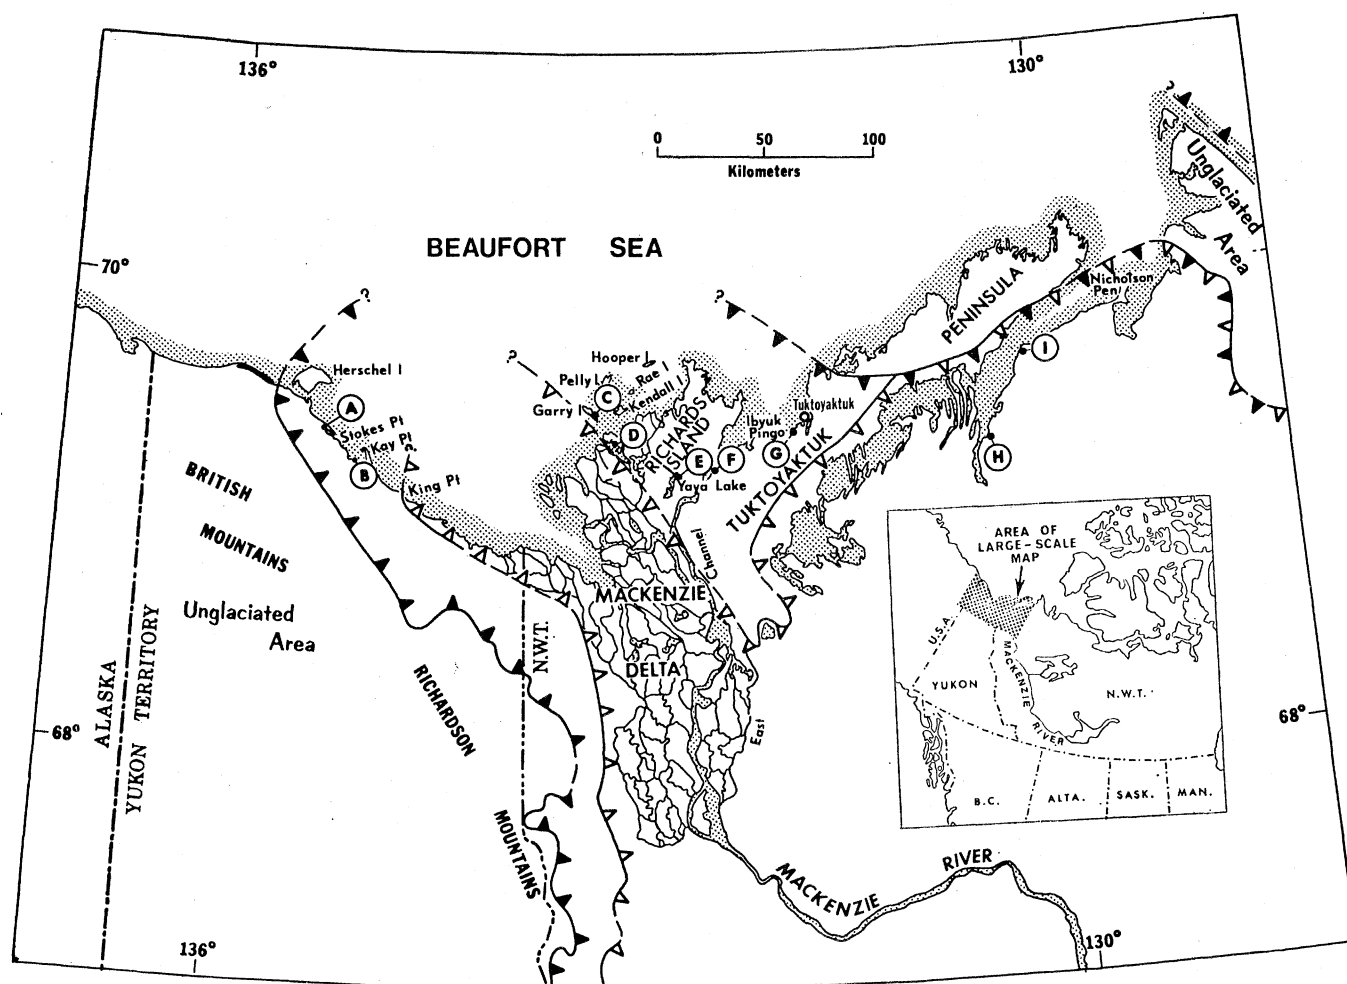 136°
130°
0 50 100
Kilometers
?
Unglaciated
Area
BEAUFORT SEA
70°
?
?
?
Herschel I
A
Stokes Pt
Kay Pt
?
B
King Pt
Hooper I
Pelly I
Rae I
Kendall I
C
Garry I
D
RICHARDS
ISLAND
E
F
Yaya Lake
Ibyuk
Pingo
Tuktoyaktuk
G
TUKTOYAKTUK
PENINSULA
Nicholson
Pen
I
H
BRITISH
MOUNTAINS
Unglaciated
Area
ALASKA
YUKON TERRITORY
N.W.T.
RICHARDSON
MOUNTAINS
MACKENZIE
DELTA
East
Channel
MACKENZIE
RIVER
68°
68°
136°
130°
AREA OF
LARGE-SCALE
MAP
U.S.A.
YUKON
MACKENZIE
RIVER
N.W.T.
B.C.
ALTA.
SASK.
MAN.